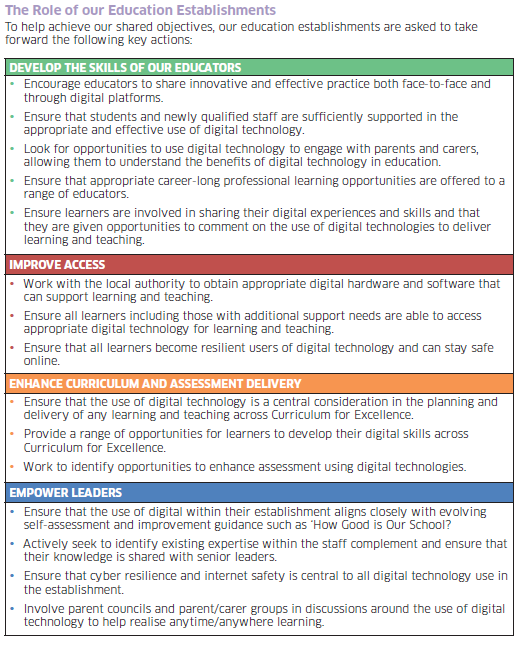 The Role of our Education Establishments
To help achieve our shared objectives, our education establishments are asked to take
forward the following key actions:
DEVELOP THE SKILLS OF OUR EDUCATORS
• Encourage educators to share innovative and effective practice both face-to-face and
through digital platforms.
• Ensure that students and newly qualified staff are sufficiently supported in the
appropriate and effective use of digital technology.
• Look for opportunities to use digital technology to engage with parents and carers,
allowing them to understand the benefits of digital technology in education.
• Ensure that appropriate career-long professional learning opportunities are offered to a
range of educators.
• Ensure learners are involved in sharing their digital experiences and skills and that
they are given opportunities to comment on the use of digital technologies to deliver
learning and teaching.
IMPROVE ACCESS
• Work with the local authority to obtain appropriate digital hardware and software that
can support learning and teaching.
• Ensure all learners including those with additional support needs are able to access
appropriate digital technology for learning and teaching.
• Ensure that all learners become resilient users of digital technology and can stay safe
online.
ENHANCE CURRICULUM AND ASSESSMENT DELIVERY
• Ensure that the use of digital technology is a central consideration in the planning and
delivery of any learning and teaching across Curriculum for Excellence.
• Provide a range of opportunities for learners to develop their digital skills across
Curriculum for Excellence.
• Work to identify opportunities to enhance assessment using digital technologies.
EMPOWER LEADERS
• Ensure that the use of digital within their establishment aligns closely with evolving
self-assessment and improvement guidance such as ‘How Good is Our School?
• Actively seek to identify existing expertise within the staff complement and ensure that
their knowledge is shared with senior leaders.
• Ensure that cyber resilience and internet safety is central to all digital technology use in
the establishment.
• Involve parent councils and parent/carer groups in discussions around the use of digital
technology to help realise anytime/anywhere learning.